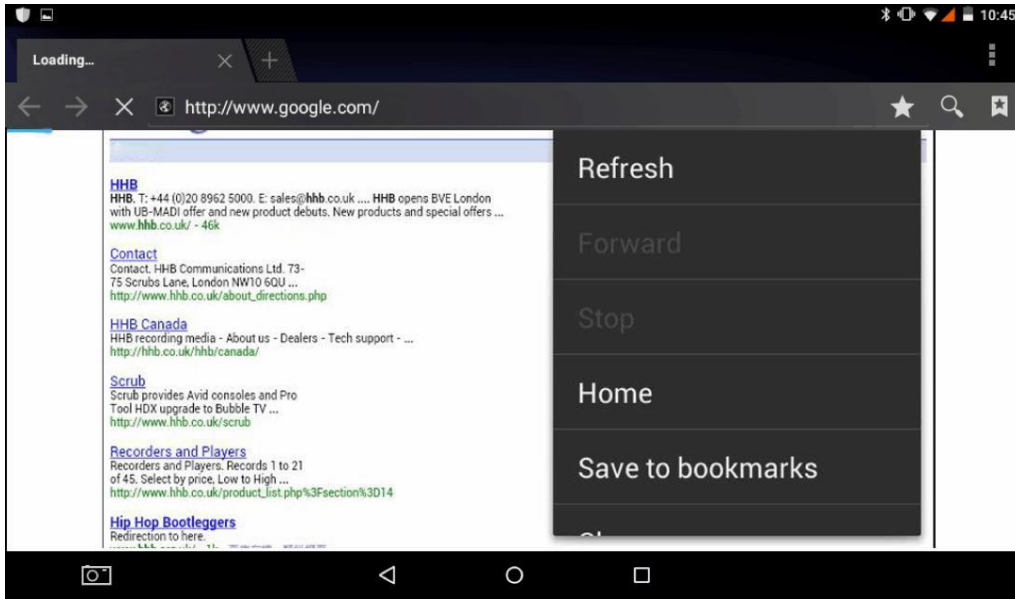 10:45
Loading...
http://www.google.com/
HHB
HHB. T: +44 (0)20 8962 5000. E: sales@hhb.co.uk .... HHB opens BVE London
with UB-MADI offer and new product debuts. New products and special offers ...
www.hhb.co.uk/ - 46k
Contact
Contact. HHB Communications Ltd. 73-
75 Scrubs Lane, London NW10 6QU ...
http://www.hhb.co.uk/about_directions.php
HHB Canada
HHB recording media - About us - Dealers - Tech support - ...
http://hhb.co.uk/hhb/canada/
Scrub
Scrub provides Avid consoles and Pro
Tool HDX upgrade to Bubble TV ...
http://www.hhb.co.uk/scrub
Recorders and Players
Recorders and Players. Records 1 to 21
of 45. Select by price, Low to High ...
http://www.hhb.co.uk/product_list.php%3Fsection%3D14
Hip Hop Bootleggers
Redirection to here.
Refresh
Forward
Stop
Home
Save to bookmarks